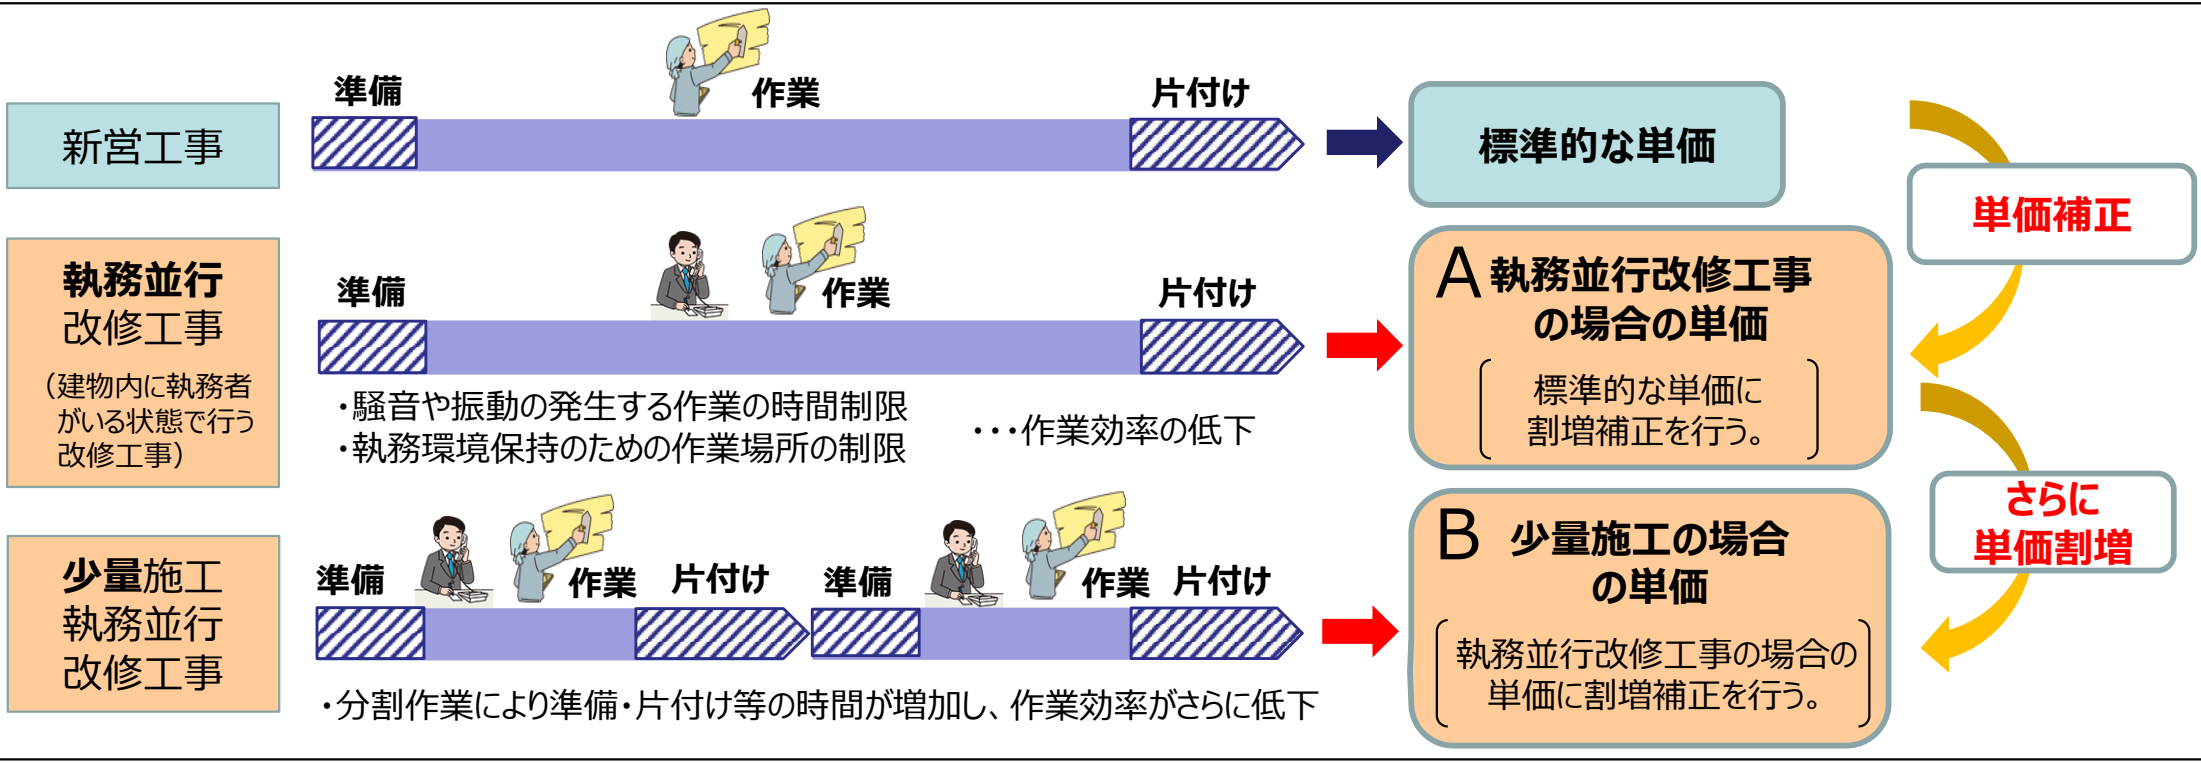 新営工事
準備
作業
片付け
標準的な単価
単価補正
執務並行
改修工事
（建物内に執務者
がいる状態で行う
改修工事）
準備
作業
片付け
・騒音や振動の発生する作業の時間制限
・執務環境保持のための作業場所の制限
・・・作業効率の低下
A 執務並行改修工事
の場合の単価
標準的な単価に
割増補正を行う。
さらに
単価割増
少量施工
執務並行
改修工事
準備
作業
片付け
準備
作業
片付け
・分割作業により準備・片付け等の時間が増加し、作業効率がさらに低下
B 少量施工の場合
の単価
執務並行改修工事の場合の
単価に割増補正を行う。